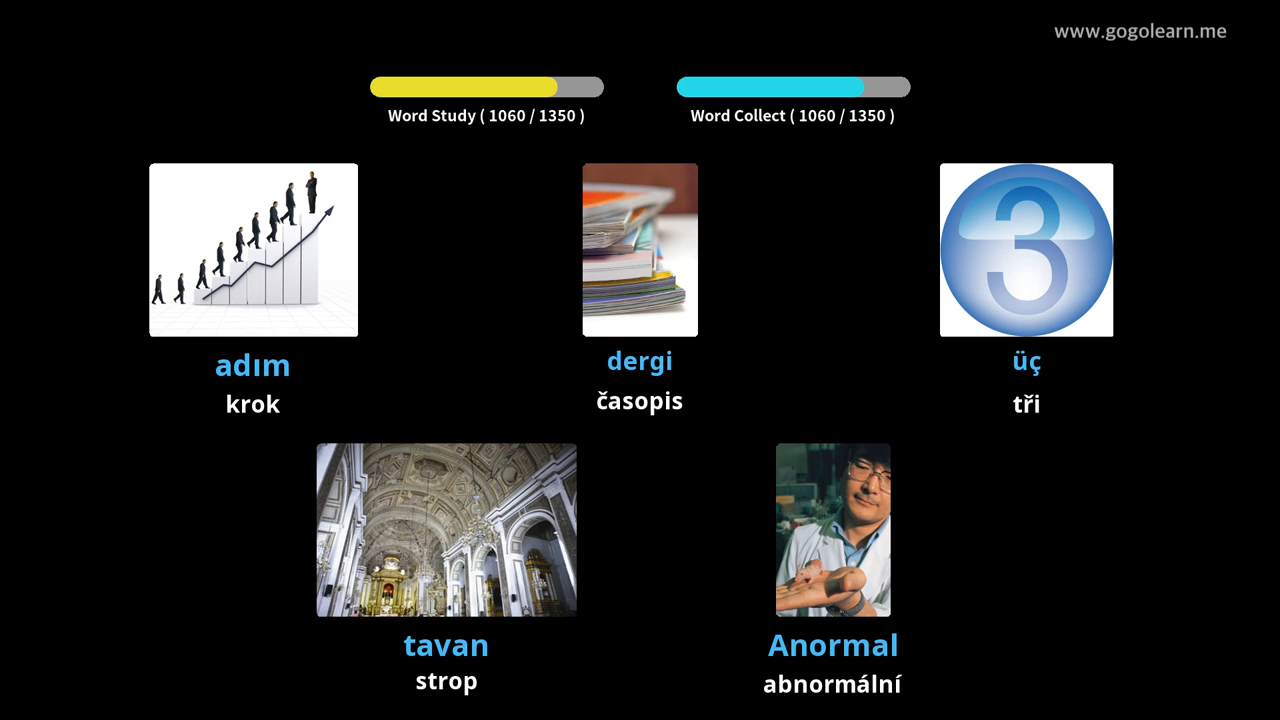 www.gogolearn.me
Word Study ( 1060 / 1350 )
Word Collect ( 1060 / 1350 )
3
adım
krok
dergi
časopis
üç
tři
tavan
strop
Anormal
abnormální